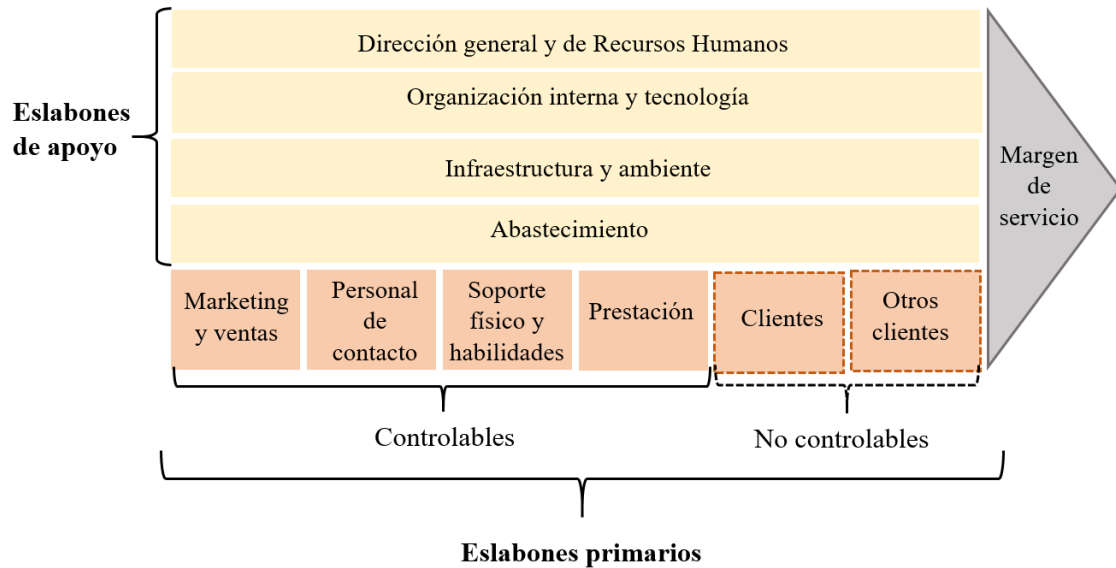 Dirección general y de Recursos Humanos
Organización interna y tecnología
Eslabones
de apoyo
Infraestructura y ambiente
Abastecimiento
Margen
de
servicio
Marketing
y ventas
Personal
de
contacto
Soporte
físico y
habilidades
Prestación
Clientes
Otros
clientes
Controlables
No controlables
Eslabones primarios